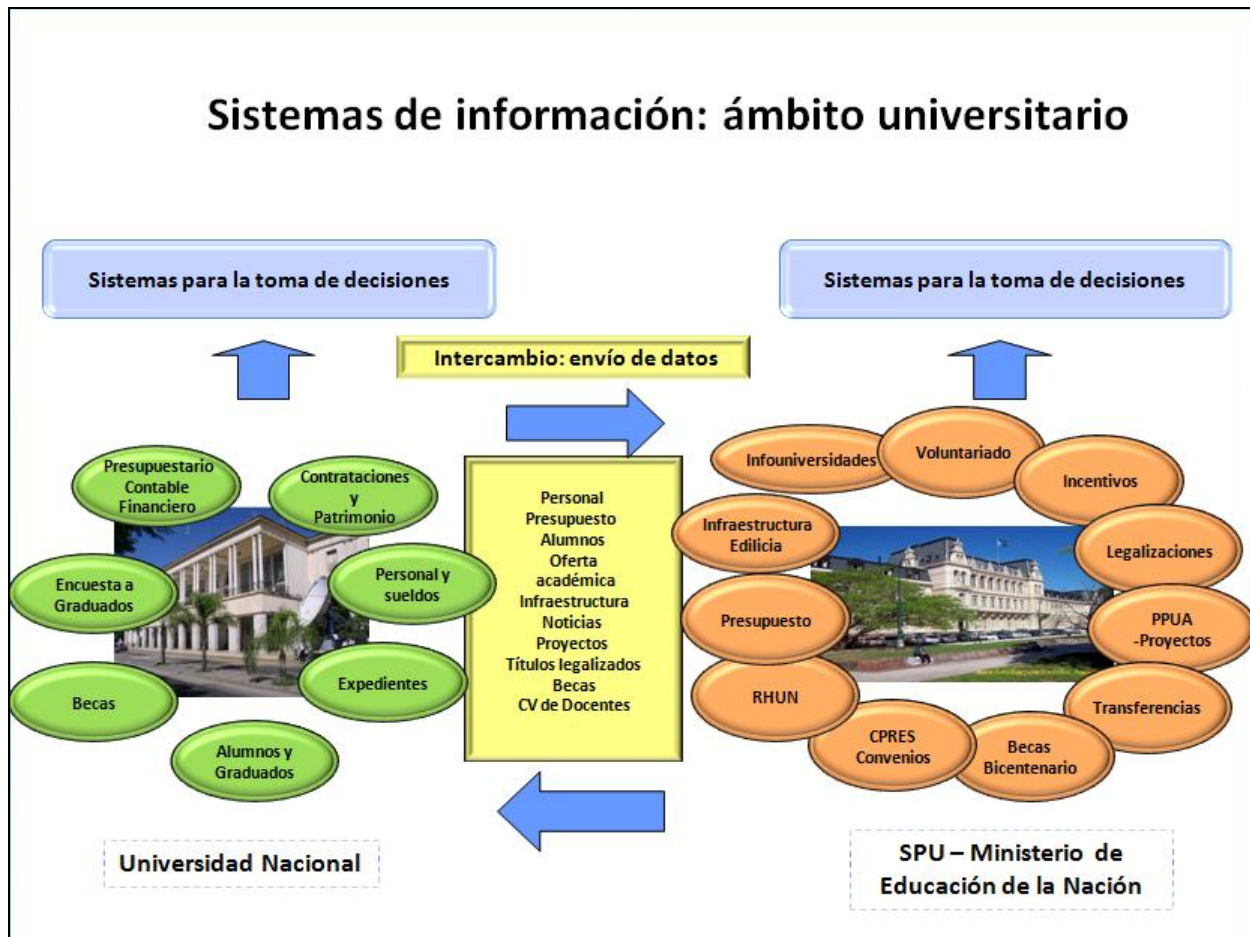 Sistemas de información: ámbito universitario
Sistemas para la toma de decisiones
Sistemas para la toma de decisiones
Intercambio: envío de datos
Presupuestario
Contable
Financiero
Contrataciones
y
Patrimonio
Encuesta a
Graduados
Personal y
sueldos
Becas
Expedientes
Alumnos y
Graduados
Personal
Presupuesto
Alumnos
Oferta
académica
Infraestructura
Noticias
Proyectos
Títulos legalizados
Becas
CV de Docentes
Infouniversidades
Voluntariado
Incentivos
Infraestructura
Edilicia
Legalizaciones
Presupuesto
PPUA
-Proyectos
RHUN
Transferencias
CPRES
Convenios
Becas
Bicentenario
Universidad Nacional
SPU – Ministerio de
Educación de la Nación